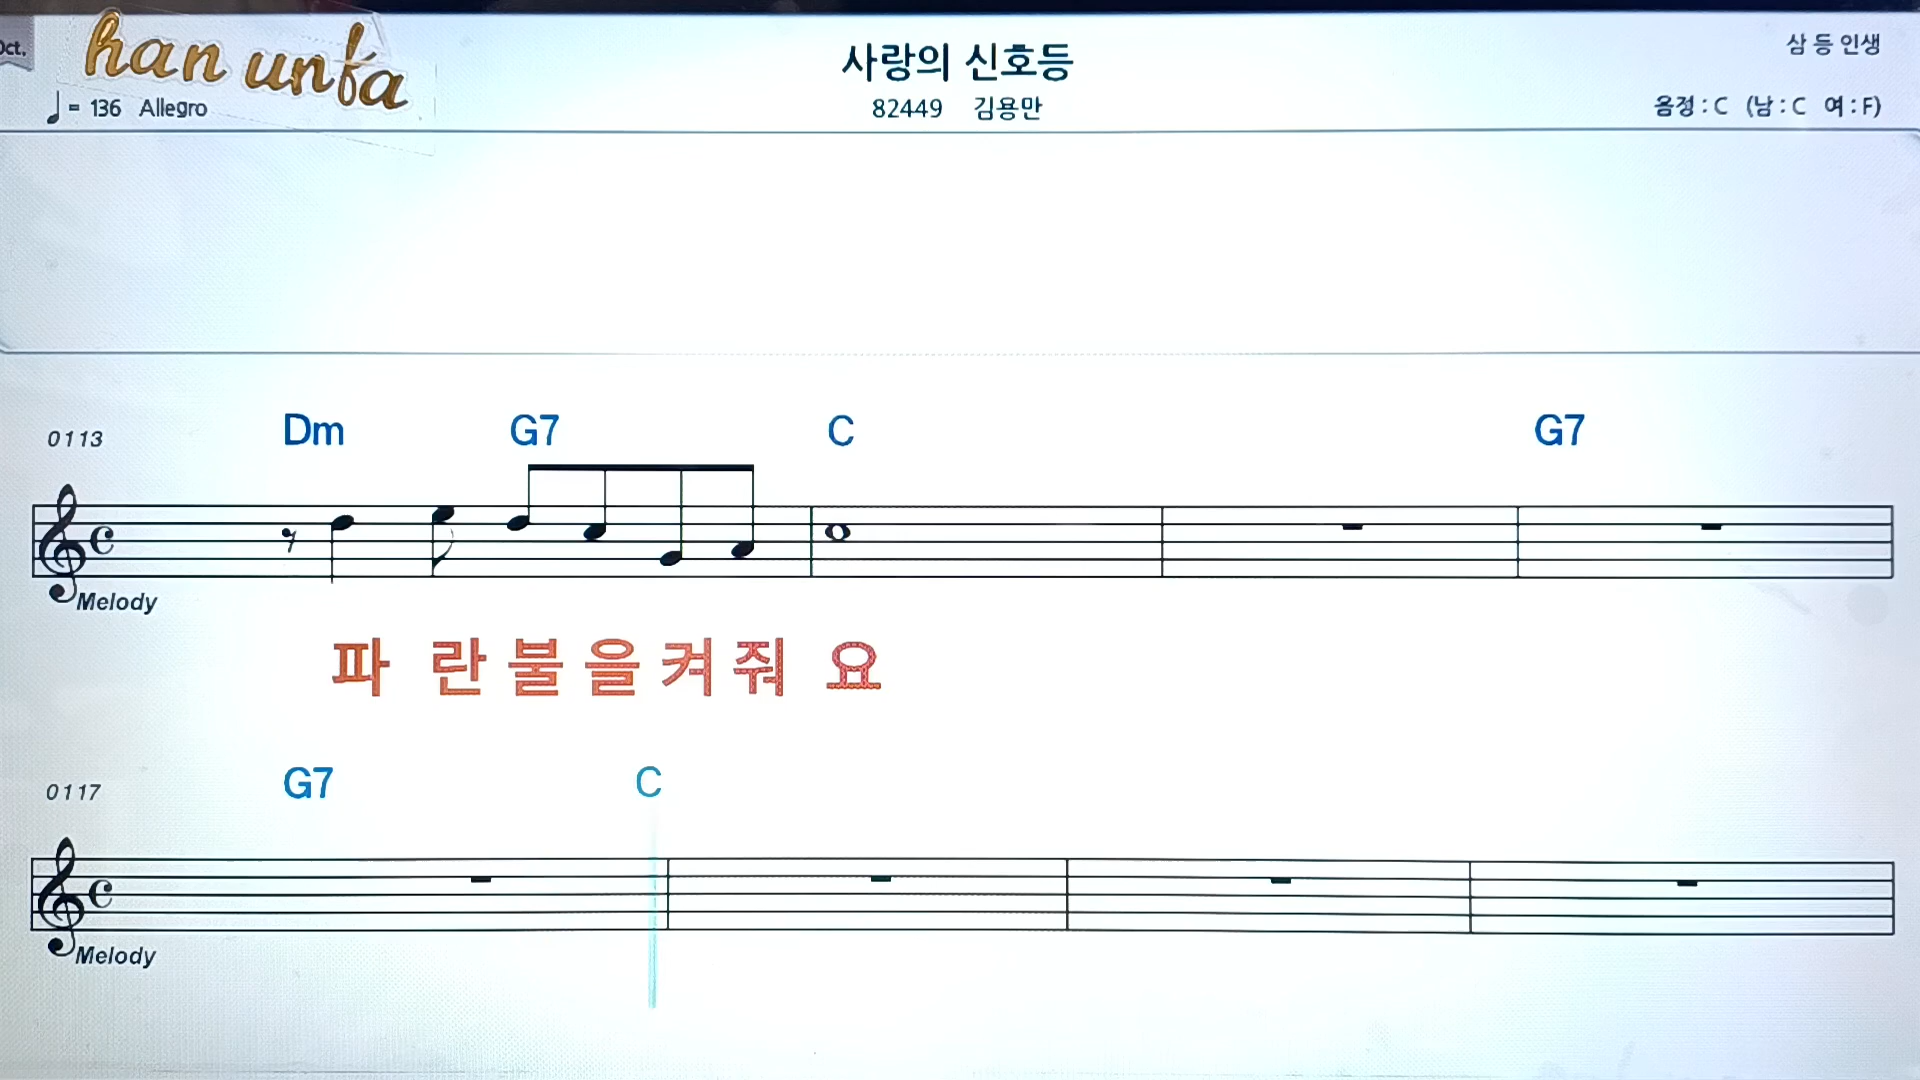 Oct.
han unfa
사랑의 신호등
삼 등 인생
♩ = 136 Allegro
82449 김용만
음정 : C (남 : C 여 : F)
0113 Dm G7 C G7
Melody
파 란 불 을 켜 줘 요
0117 G7 C
Melody